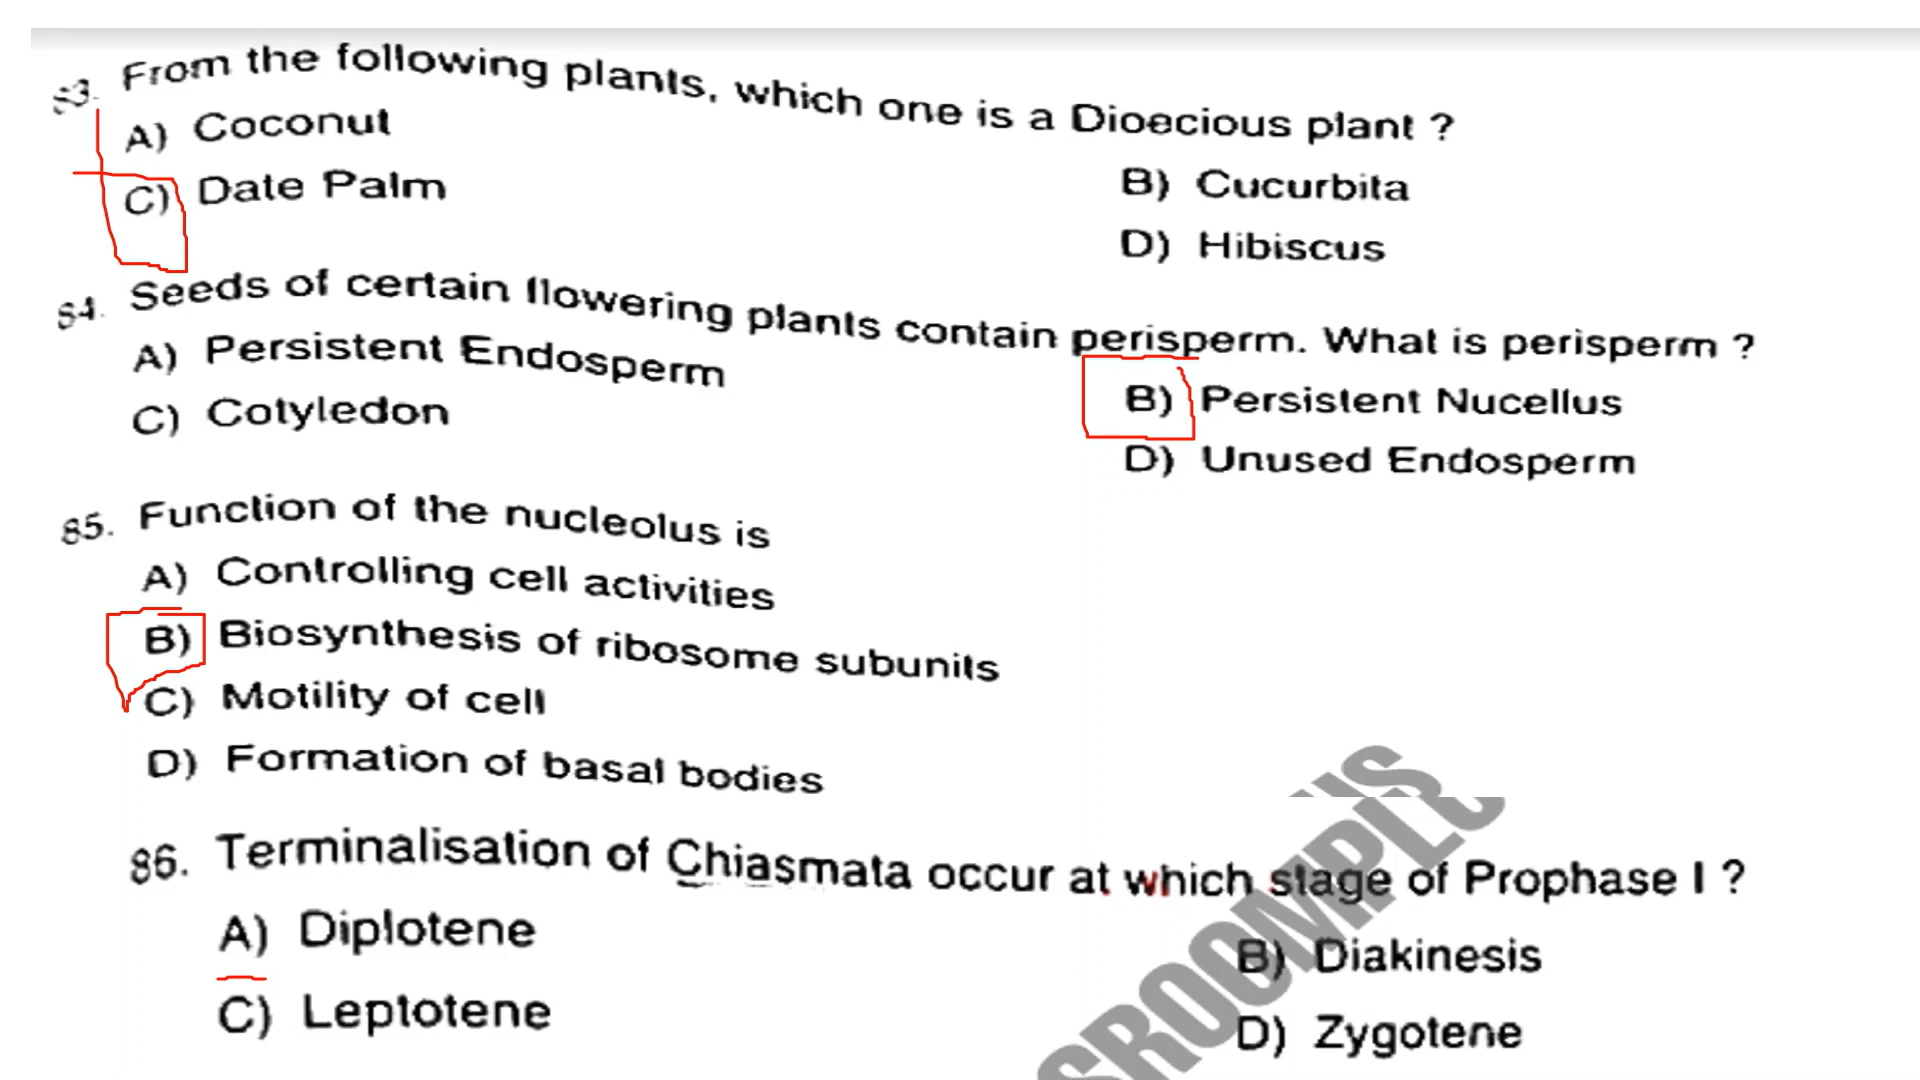 83. From the following plants, which one is a Dioecious plant ?
A) Coconut
B) Cucurbita
C) Date Palm
D) Hibiscus
84. Seeds of certain flowering plants contain perisperm. What is perisperm ?
A) Persistent Endosperm
B) Persistent Nucellus
C) Cotyledon
D) Unused Endosperm
85. Function of the nucleolus is
A) Controlling cell activities
B) Biosynthesis of ribosome subunits
C) Motility of cell
D) Formation of basal bodies
86. Terminalisation of Chiasmata occur at which stage of Prophase I ?
A) Diplotene
B) Diakinesis
C) Leptotene
D) Zygotene